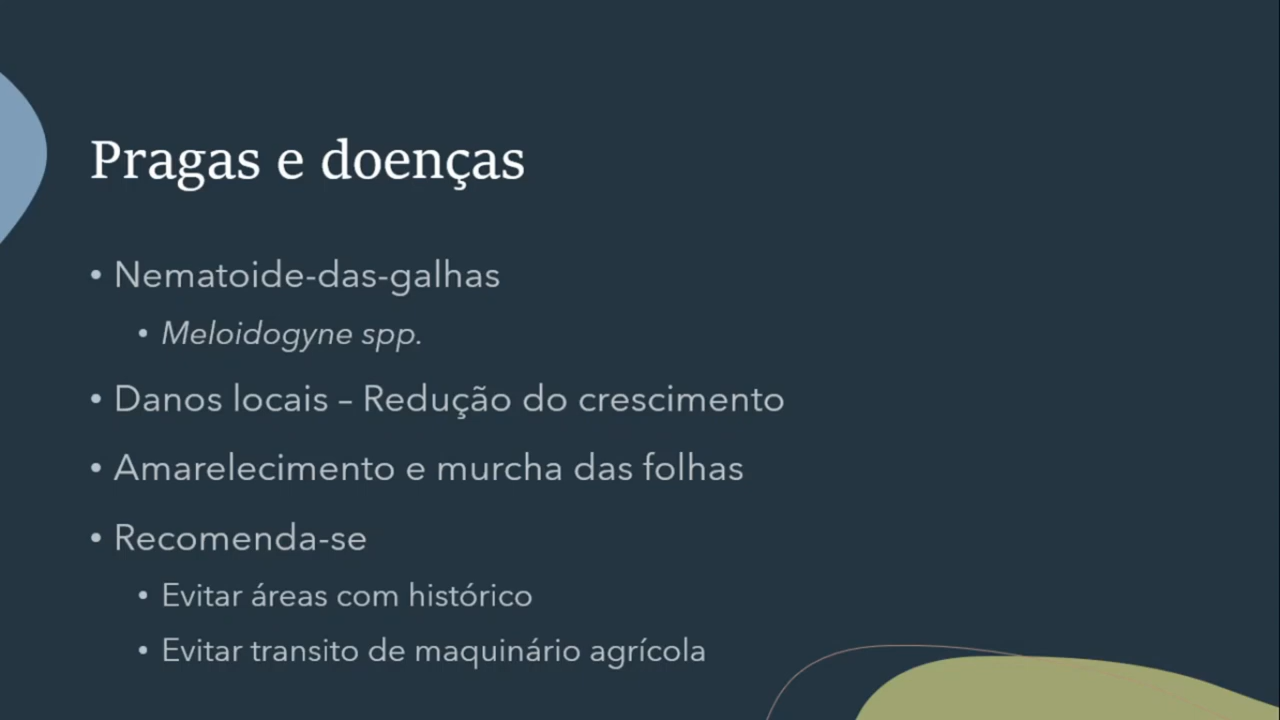 Pragas e doenças
• Nematoide-das-galhas
• Meloidogyne spp.
• Danos locais – Redução do crescimento
• Amarelecimento e murcha das folhas
• Recomenda-se
• Evitar áreas com histórico
• Evitar transito de maquinário agrícola